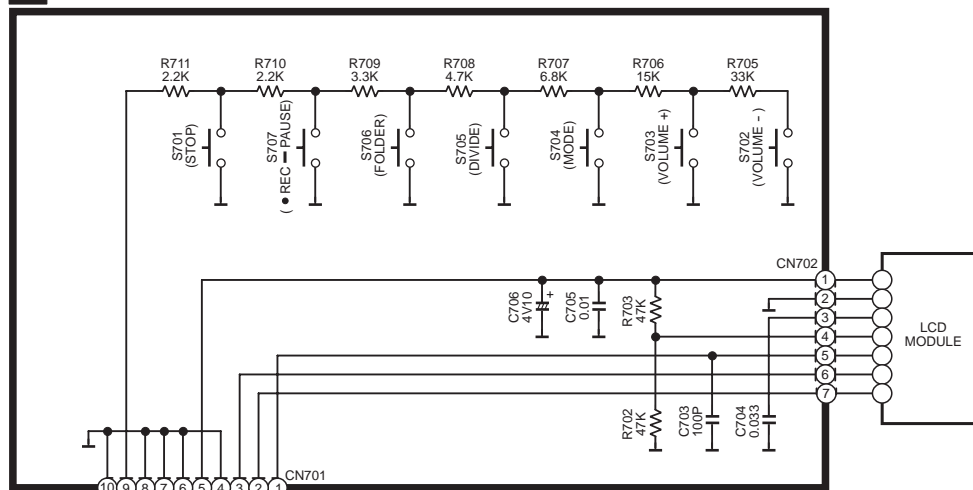 R711 R710 R709 R708 R707 R706 R705
2.2K 2.2K 3.3K 4.7K 6.8K 15K 33K
S701
(STOP)
S707
( ● REC ▬ PAUSE)
S706
(FOLDER)
S705
(DIVIDE)
S704
(MODE)
S703
(VOLUME +)
S702
(VOLUME - )
CN702
C706
4V10
+
C705
0.01
R703
47K
1
2
3
4
5
6
7
LCD
MODULE
R702
47K
C703
100P
C704
0.033
CN701
10 9 8 7 6 5 4 3 2 1